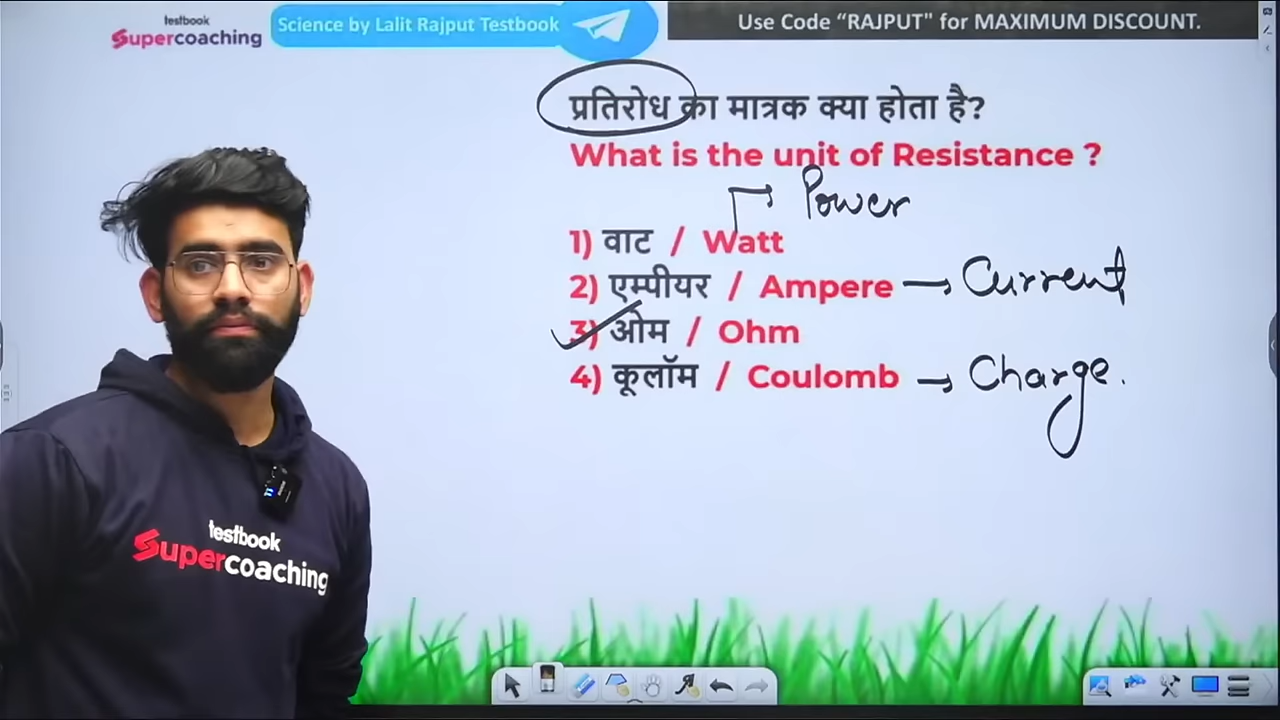 testbook
Supercoaching
Science by Lalit Rajput Testbook
Use Code “RAJPUT" for MAXIMUM DISCOUNT.
प्रतिरोध का मात्रक क्या होता है?
What is the unit of Resistance ?
Power
1) वाट / Watt
2) एम्पीयर / Ampere → Current
3) ओम / Ohm
4) कूलॉम / Coulomb → Charge.
testbook
Supercoaching